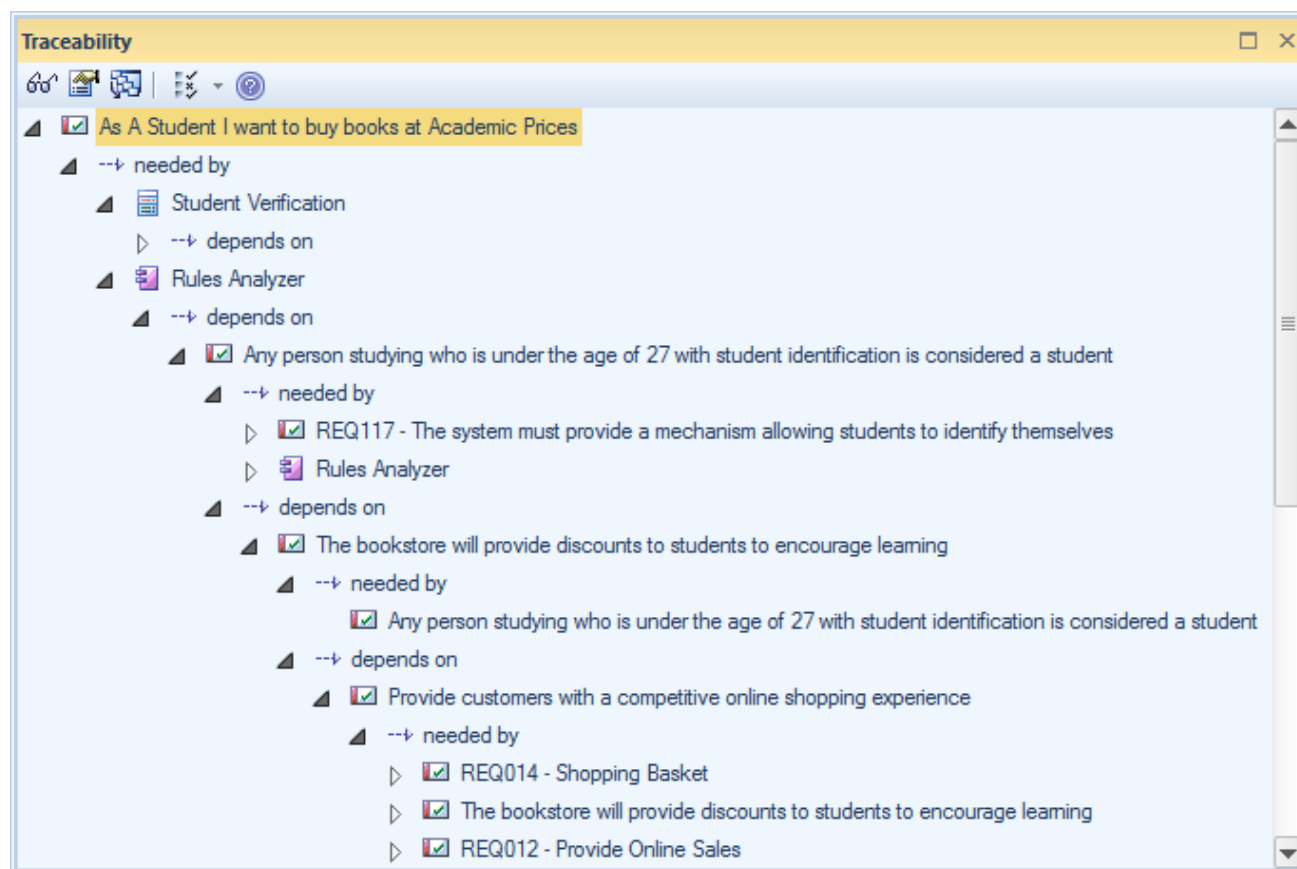 Traceability
As A Student I want to buy books at Academic Prices
needed by
Student Verification
depends on
Rules Analyzer
depends on
Any person studying who is under the age of 27 with student identification is considered a student
needed by
REQ117 - The system must provide a mechanism allowing students to identify themselves
Rules Analyzer
depends on
The bookstore will provide discounts to students to encourage learning
needed by
Any person studying who is under the age of 27 with student identification is considered a student
depends on
Provide customers with a competitive online shopping experience
needed by
REQ014 - Shopping Basket
The bookstore will provide discounts to students to encourage learning
REQ012 - Provide Online Sales